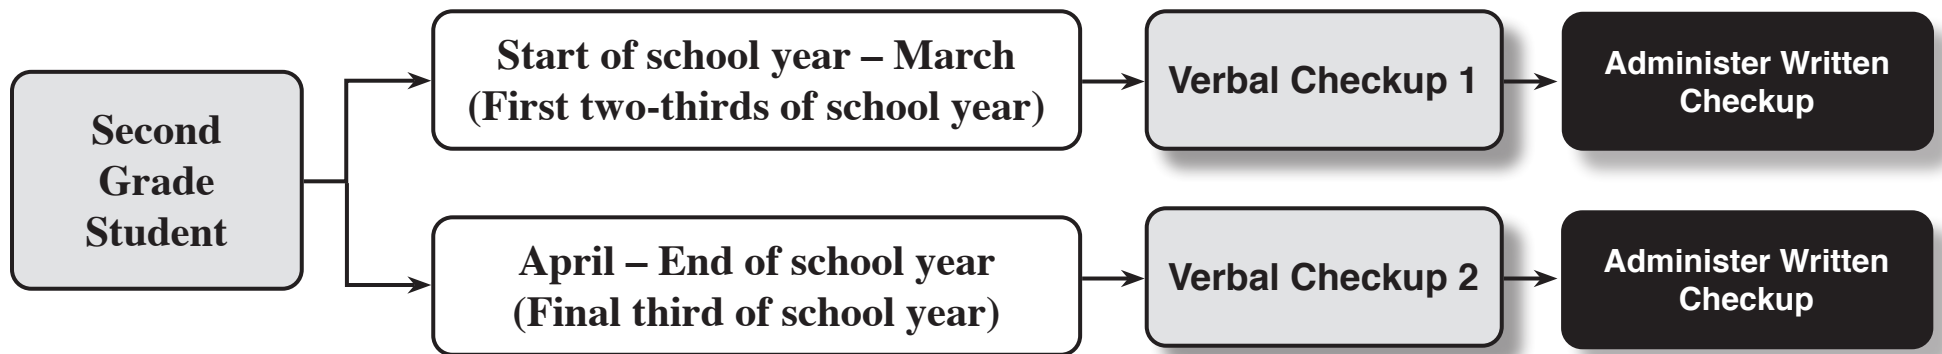 Second
Grade
Student
Start of school year – March
(First two-thirds of school year)
Verbal Checkup 1
Administer Written
Checkup
April – End of school year
(Final third of school year)
Verbal Checkup 2
Administer Written
Checkup